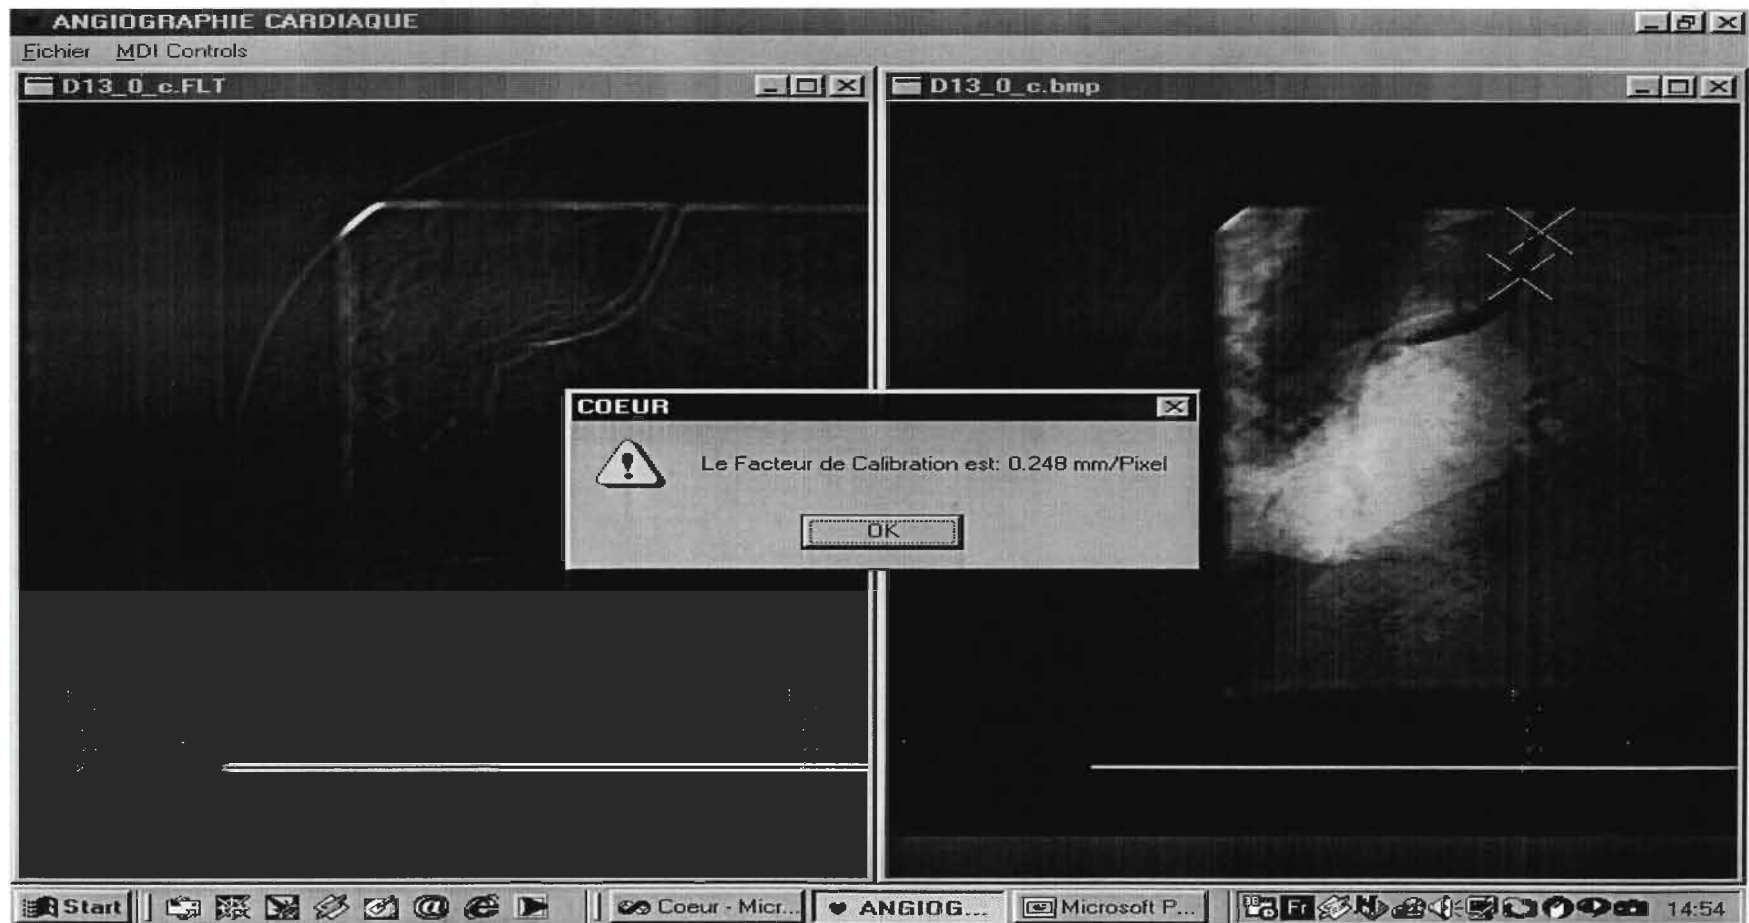 ANGIOGRAPHIE CARDIAQUE
Fichier MDI Controls
D13_0_c.FLT
D13_0_c.bmp
COEUR
Le Facteur de Calibration est: 0.248 mm/Pixel
OK
Start
Coeur - Micr...
ANGIOG...
Microsoft P...
Fr
14:54